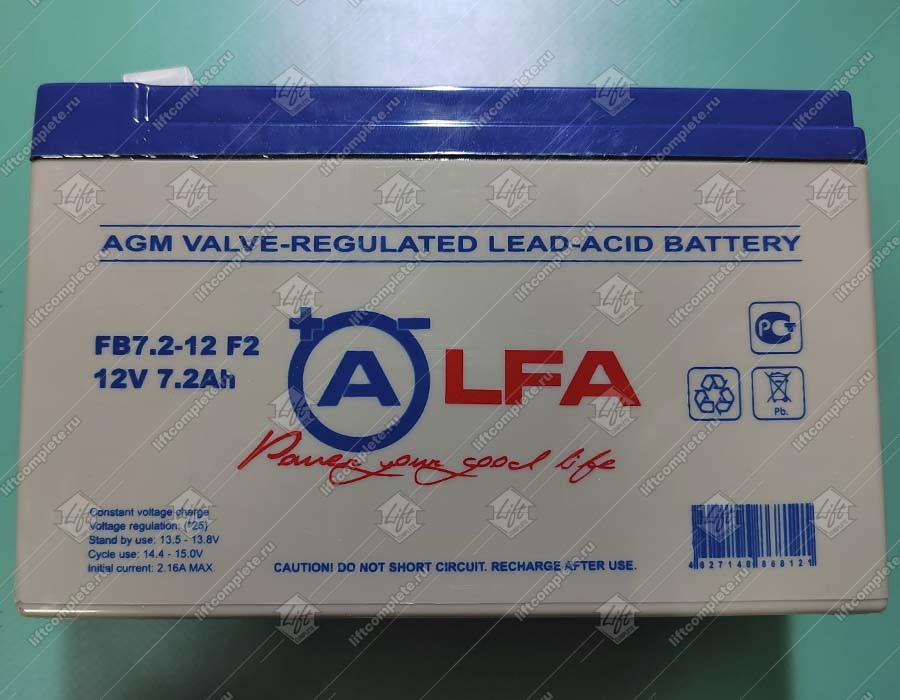 AGM VALVE-REGULATED LEAD-ACID BATTERY
FB7.2-12 F2
12V 7.2Ah
ALFA
Power your good life
PC
Pb.
Constant voltage charge
Voltage regulation: (°25)
Stand by use: 13.5 - 13.8V
Cycle use: 14.4 - 15.0V
Initial current: 2.16A MAX
CAUTION! DO NOT SHORT CIRCUIT. RECHARGE AFTER USE.
Lift
liftcomplete.ru